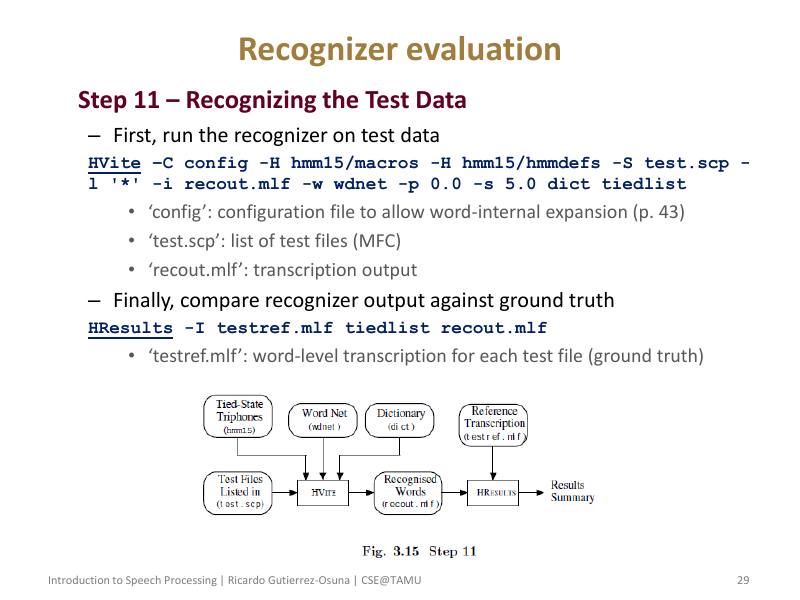 Recognizer evaluation
Step 11 – Recognizing the Test Data
– First, run the recognizer on test data
HVite –C config -H hmm15/macros -H hmm15/hmmdefs -S test.scp -
l '*' -i recout.mlf -w wdnet -p 0.0 -s 5.0 dict tiedlist
• ‘config’: configuration file to allow word-internal expansion (p. 43)
• ‘test.scp’: list of test files (MFC)
• ‘recout.mlf’: transcription output
– Finally, compare recognizer output against ground truth
HResults -I testref.mlf tiedlist recout.mlf
• ‘testref.mlf’: word-level transcription for each test file (ground truth)
Tied-State
Triphones
(hmm15)
Word Net
(wdnet)
Dictionary
(dict)
Reference
Transcription
(testref.mlf)
Test Files
Listed in
(test.scp)
HVITE
Recognised
Words
(recout.mlf)
HRESULTS
Results
Summary
Fig. 3.15 Step 11
Introduction to Speech Processing | Ricardo Gutierrez-Osuna | CSE@TAMU
29